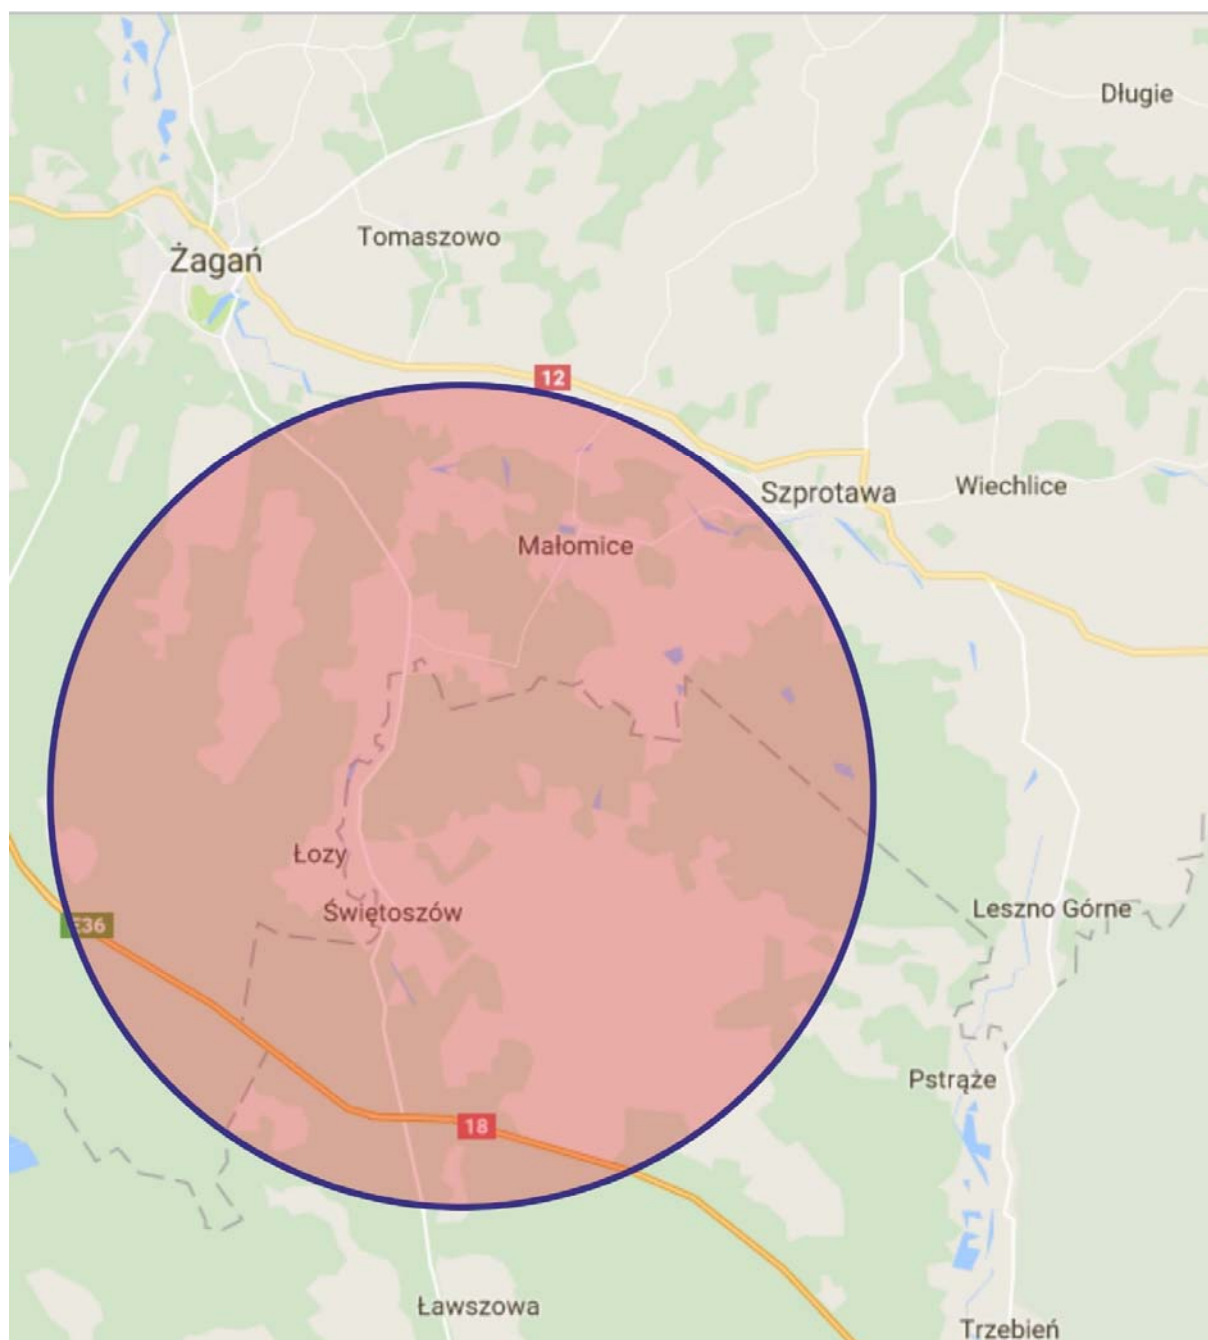 Długie
Tomaszowo
Żagań
12
Szprotawa
Wiechlice
Małomice
Łozy
Świętoszów
Leszno Górne
E36
Pstrąże
18
Ławszowa
Trzebień